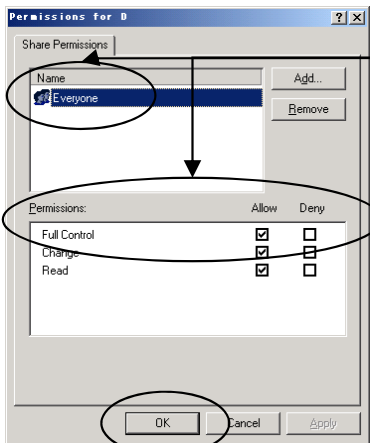 Permissions for D
Share Permissions
Name
Everyone
Add...
Remove
Permissions: Allow Deny
Full Control
Change
Read
OK Cancel Apply